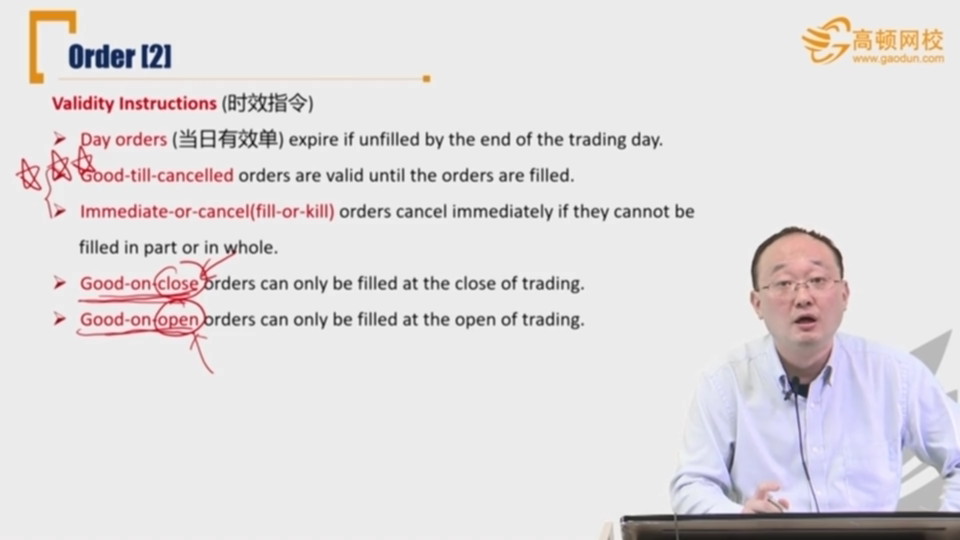 Order [2]
高顿网校
www.gaodun.com
Validity Instructions (时效指令)
Day orders (当日有效单) expire if unfilled by the end of the trading day.
Good-till-cancelled orders are valid until the orders are filled.
Immediate-or-cancel(fill-or-kill) orders cancel immediately if they cannot be
filled in part or in whole.
Good-on-close orders can only be filled at the close of trading.
Good-on-open orders can only be filled at the open of trading.